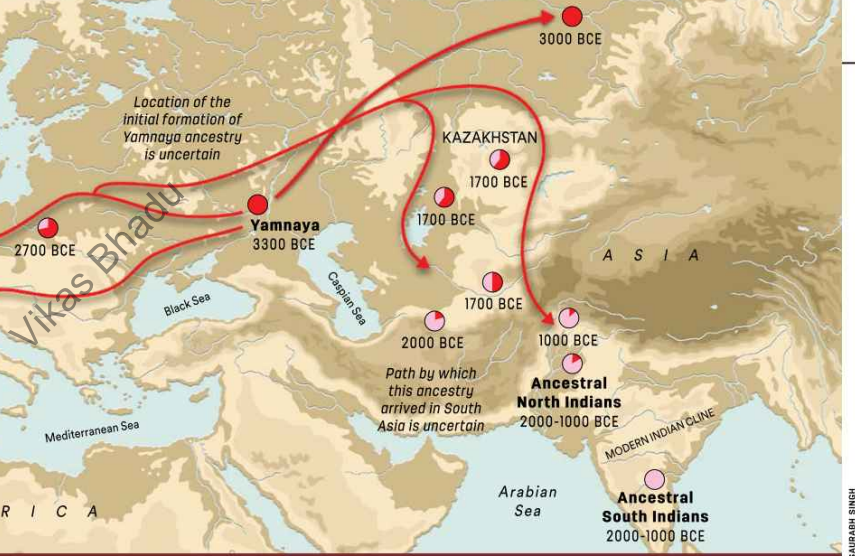 3000 BCE
Location of the
initial formation of
Yamnaya ancestry
is uncertain
KAZAKHSTAN
1700 BCE
1700 BCE
Yamnaya
3300 BCE
2700 BCE
Vikas Bhadu
ASIA
Caspian Sea
Black Sea
1700 BCE
2000 BCE
1000 BCE
Path by which
this ancestry
arrived in South
Asia is uncertain
Ancestral
North Indians
2000-1000 BCE
MODERN INDIAN CLINE
Mediterranean Sea
Arabian
Sea
RICA
Ancestral
South Indians
2000-1000 BCE
SAURABH SINGH